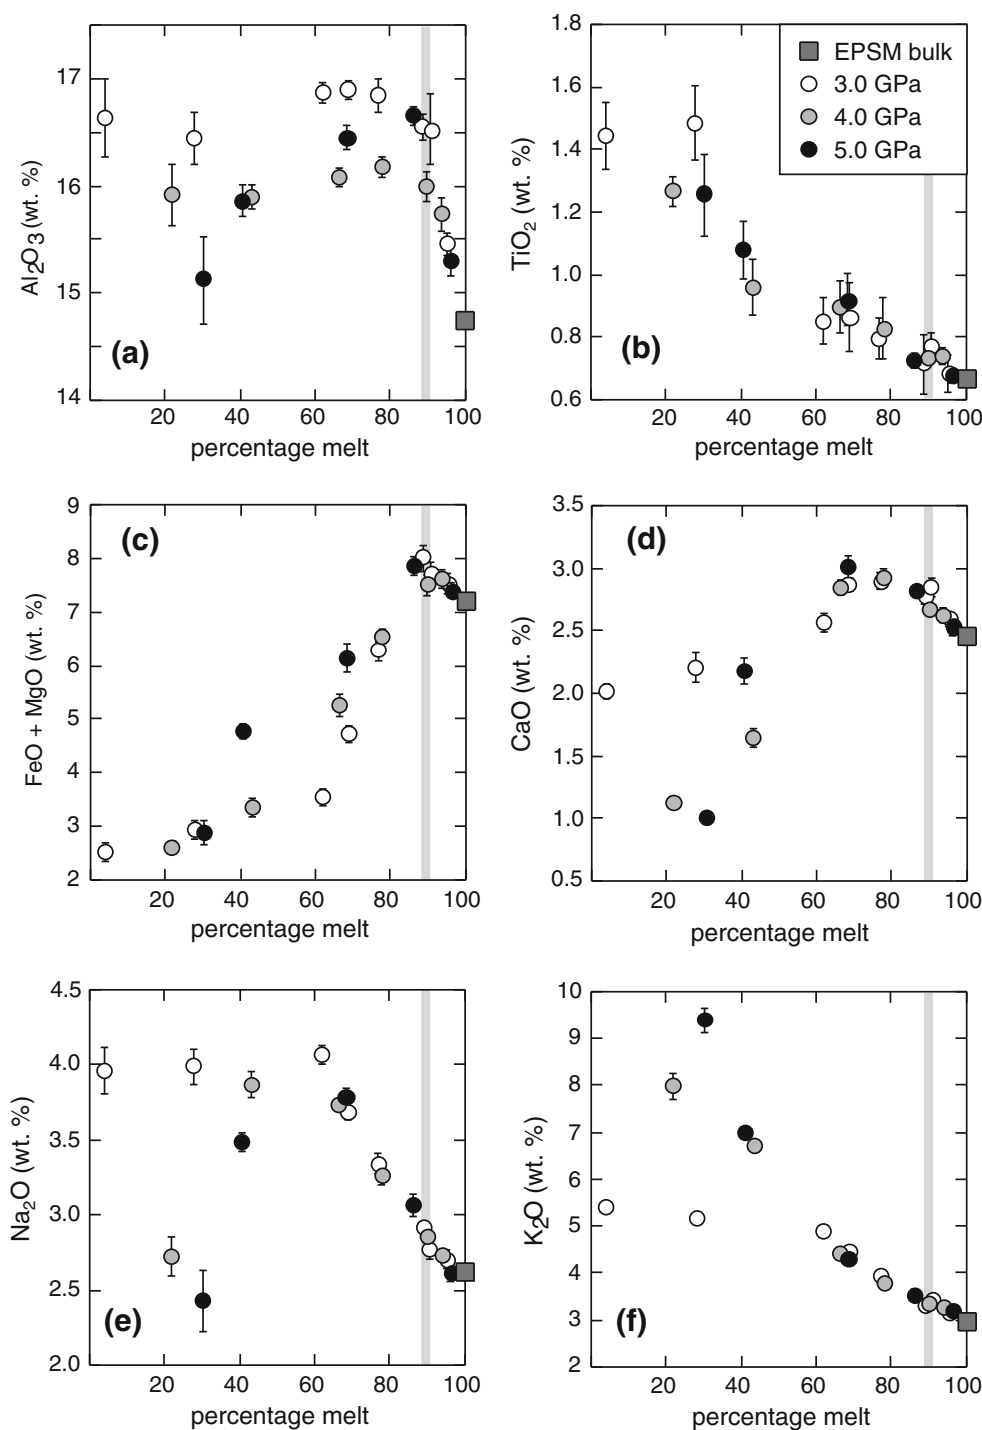 17
16
15
14
Al2O3 (wt. %)
(a)
20 40 60 80 100
percentage melt
1.8
1.6
1.4
1.2
1.0
0.8
0.6
TiO2 (wt. %)
EPSM bulk
3.0 GPa
4.0 GPa
5.0 GPa
(b)
20 40 60 80 100
percentage melt
9
8
7
6
5
4
3
2
FeO + MgO (wt. %)
(c)
20 40 60 80 100
percentage melt
3.5
3.0
2.5
2.0
1.5
1.0
0.5
CaO (wt. %)
(d)
20 40 60 80 100
percentage melt
4.5
4.0
3.5
3.0
2.5
2.0
Na2O (wt. %)
(e)
20 40 60 80 100
percentage melt
10
9
8
7
6
5
4
3
2
K2O (wt. %)
(f)
20 40 60 80 100
percentage melt